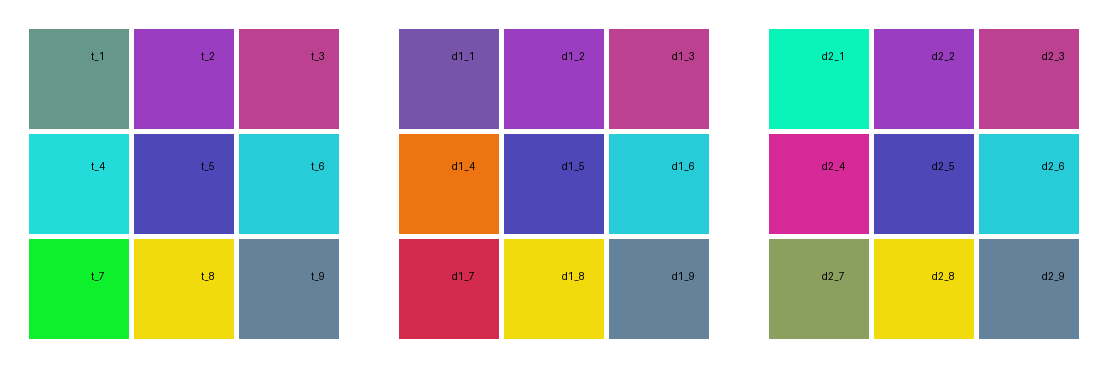 t_1 t_2 t_3 d1_1 d1_2 d1_3 d2_1 d2_2 d2_3
t_4 t_5 t_6 d1_4 d1_5 d1_6 d2_4 d2_5 d2_6
t_7 t_8 t_9 d1_7 d1_8 d1_9 d2_7 d2_8 d2_9